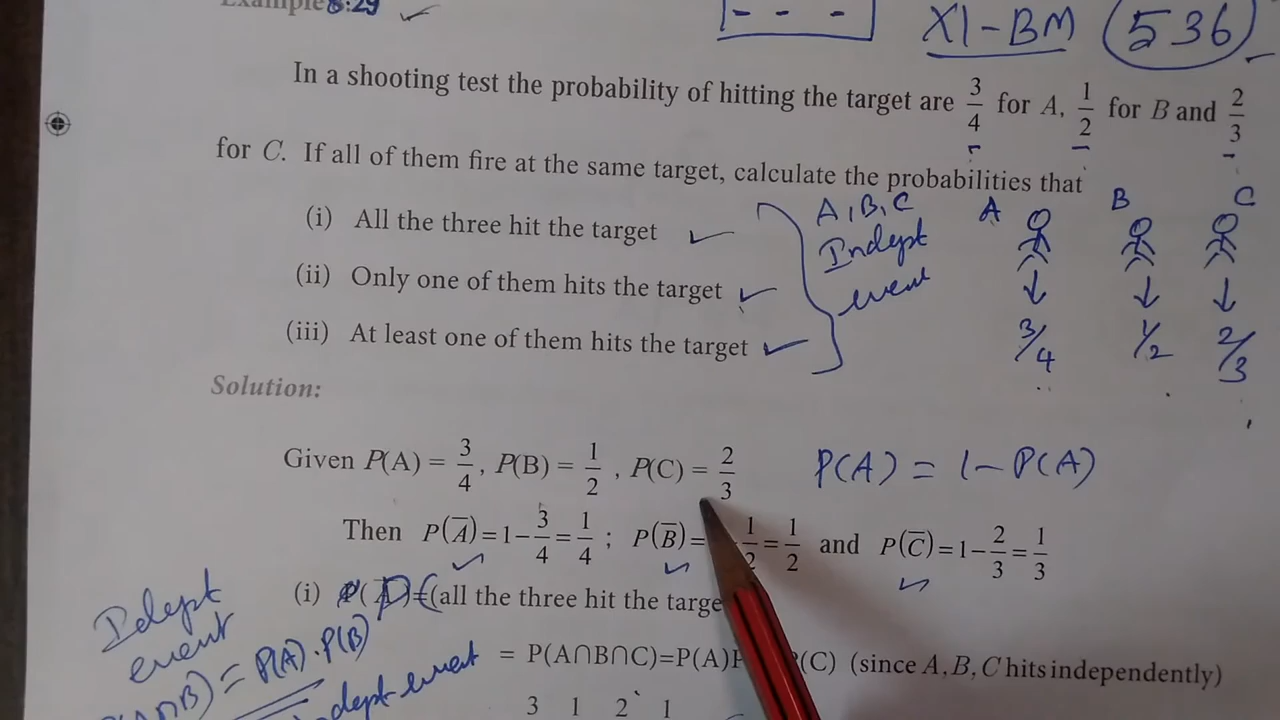 Example 8.29
XI-BM (536)
In a shooting test the probability of hitting the target are 3/4 for A, 1/2 for B and 2/3
for C. If all of them fire at the same target, calculate the probabilities that
(i) All the three hit the target
(ii) Only one of them hits the target
(iii) At least one of them hits the target
A, B, C
Indept
event
A B C
3/4 1/2 2/3
Solution:
Given P(A) = 3/4, P(B) = 1/2, P(C) = 2/3
P(A) = 1 - P(A)
Then P(A̅) = 1 - 3/4 = 1/4 ; P(B̅) = 1/2 = 1/2 and P(C̅) = 1 - 2/3 = 1/3
(i) (all the three hit the targe
Idept
event
∩B) = P(A).P(B)
ndept event
= P(A∩B∩C)=P(A)P (C) (since A, B, C hits independently)
3 1 2 1